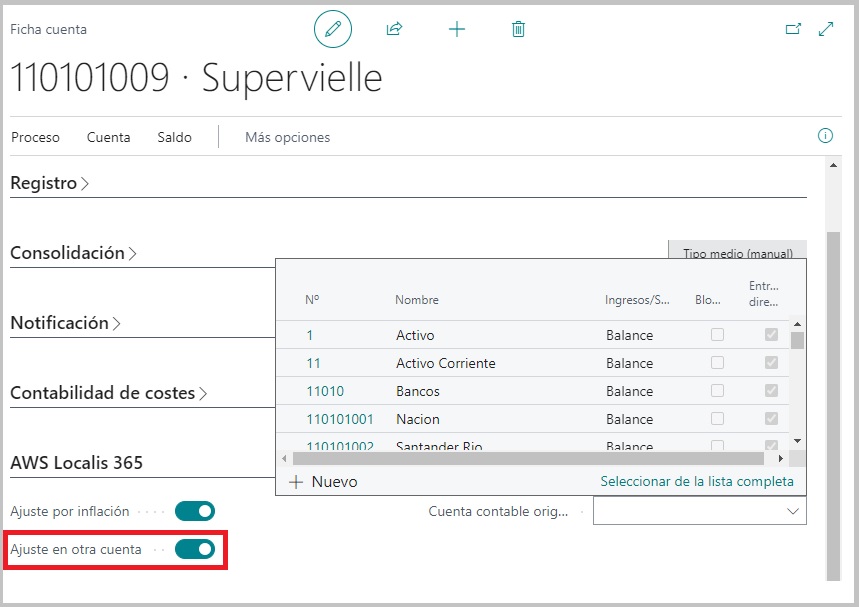 Ficha cuenta
110101009 · Supervielle
Proceso Cuenta Saldo Más opciones
Registro
Consolidación
Tipo medio (manual)
Notificación
Contabilidad de costes
AWS Localis 365
Nº Nombre Ingresos/S... Blo... Entr... dire...
1 Activo Balance
11 Activo Corriente Balance
11010 Bancos Balance
110101001 Nacion Balance
110101002 Santander Rio Balance
Nuevo Seleccionar de la lista completa
Ajuste por inflación Cuenta contable orig...
Ajuste en otra cuenta